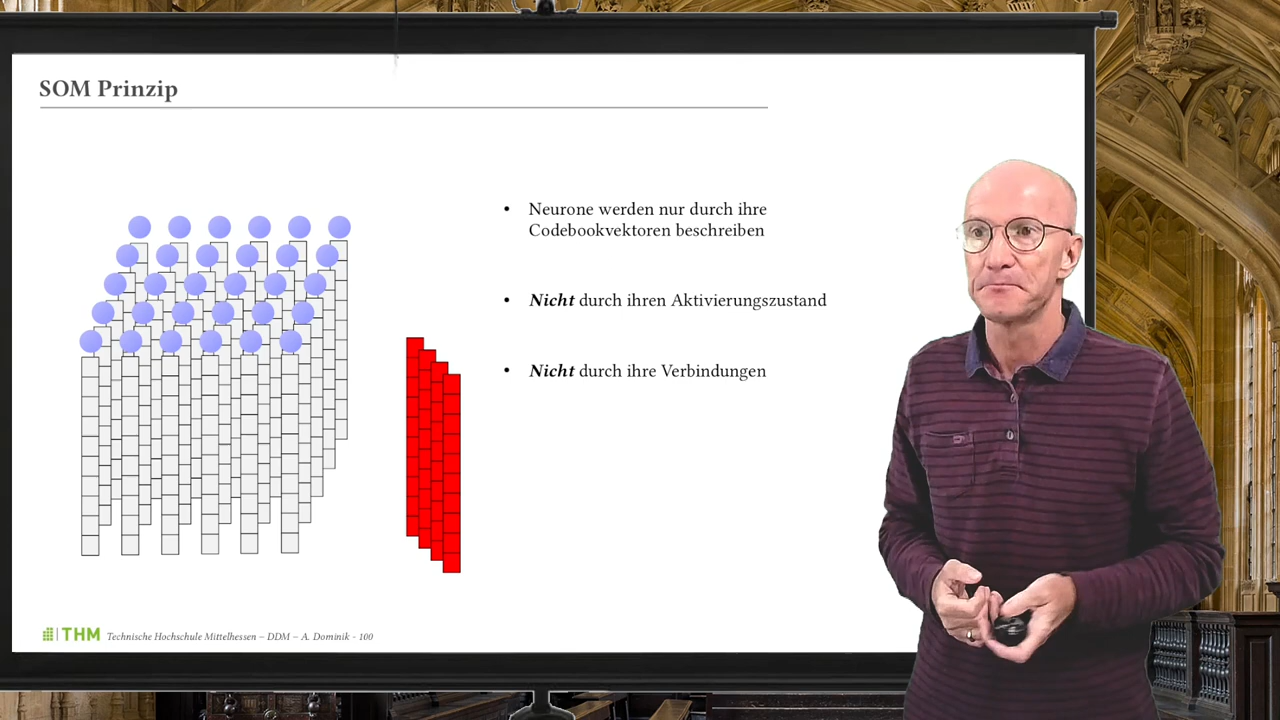 SOM Prinzip
• Neurone werden nur durch ihre
Codebookvektoren beschreiben
• Nicht durch ihren Aktivierungszustand
• Nicht durch ihre Verbindungen
THM Technische Hochschule Mittelhessen – DDM – A. Dominik - 100